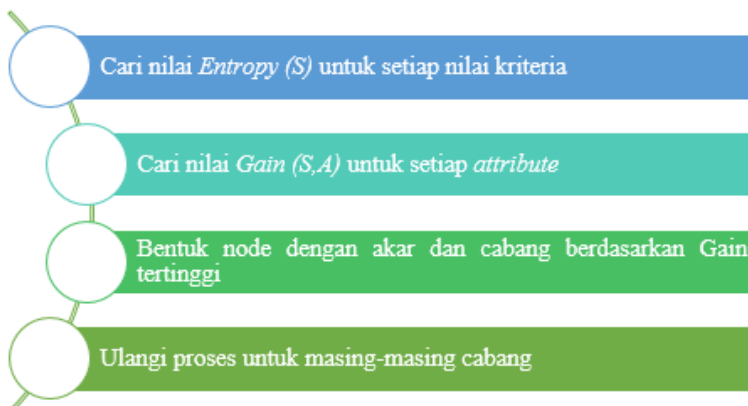 Cari nilai Entropy (S) untuk setiap nilai kriteria
Cari nilai Gain (S,A) untuk setiap attribute
Bentuk node dengan akar dan cabang berdasarkan Gain
tertinggi
Ulangi proses untuk masing-masing cabang